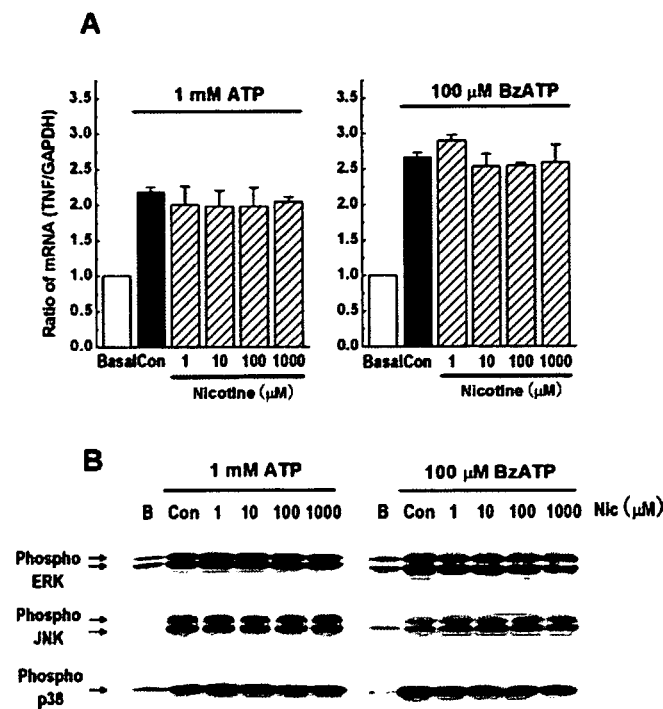 A
1 mM ATP
100 μM BzATP
Ratio of mRNA (TNF/GAPDH)
3.5
3.0
2.5
2.0
1.5
1.0
0.5
0.0
Basal Con 1 10 100 1000
Nicotine (μM)
3.5
3.0
2.5
2.0
1.5
1.0
0.5
0.0
Basal Con 1 10 100 1000
Nicotine (μM)
B
1 mM ATP
100 μM BzATP
B Con 1 10 100 1000
B Con 1 10 100 1000 Nic (μM)
Phospho
ERK
Phospho
JNK
Phospho
p38